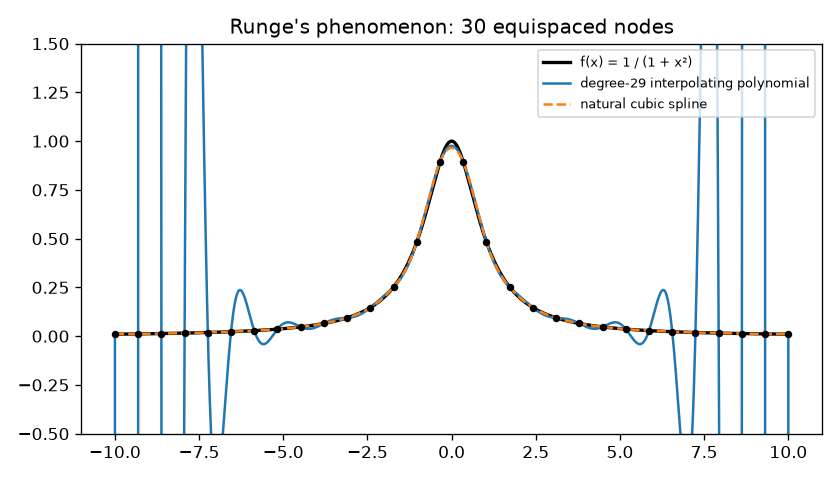 Runge's phenomenon: 30 equispaced nodes
f(x) = 1 / (1 + x²)
degree-29 interpolating polynomial
natural cubic spline
1.50
1.25
1.00
0.75
0.50
0.25
0.00
−0.25
−0.50
−10.0 −7.5 −5.0 −2.5 0.0 2.5 5.0 7.5 10.0